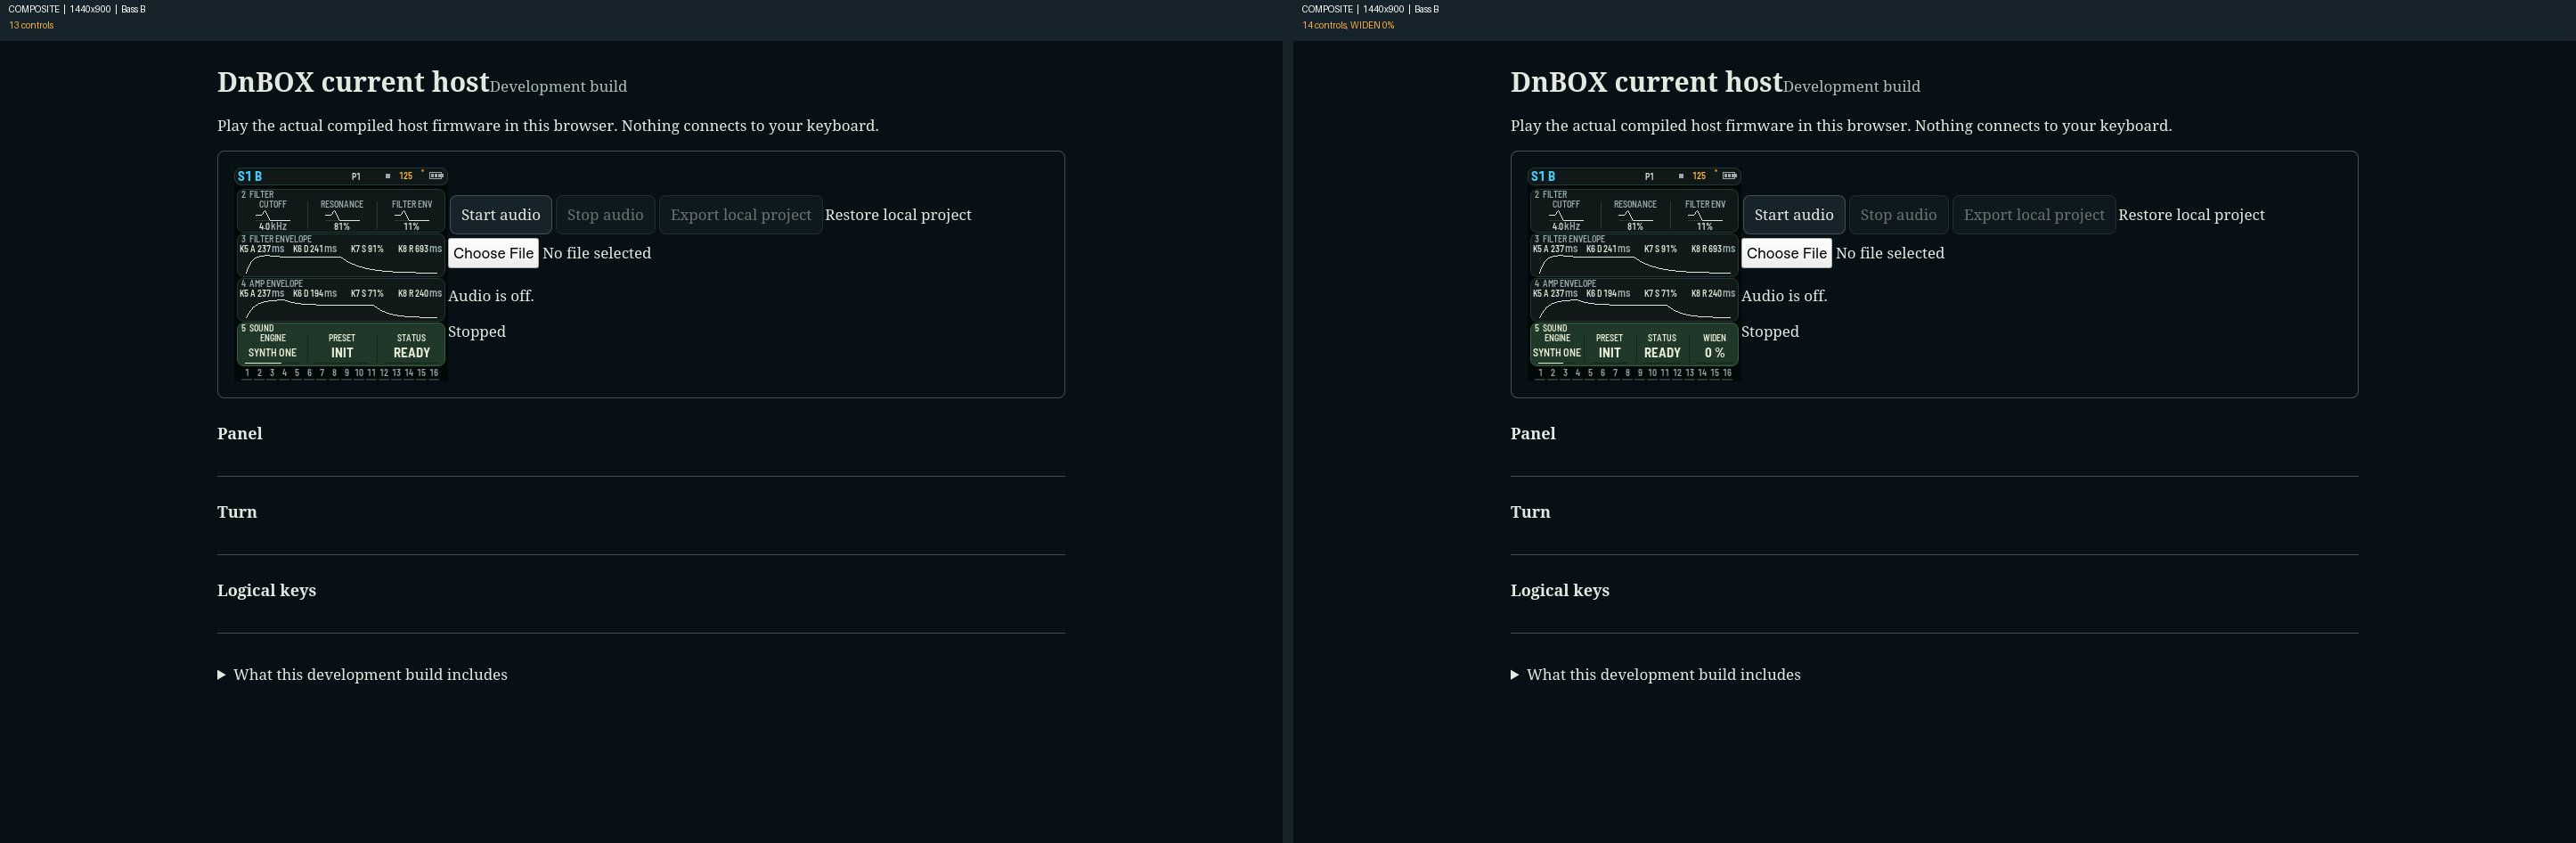 COMPOSITE | 1440x900 | Bass B
13 controls
DnBOX current host Development build
Play the actual compiled host firmware in this browser. Nothing connects to your keyboard.
S1 B P1 125
2 FILTER
CUTOFF RESONANCE FILTER ENV
4.0kHz 81% 11%
3 FILTER ENVELOPE
K5 A 237ms K6 D 241ms K7 S 91% K8 R 693ms
4 AMP ENVELOPE
K5 A 237ms K6 D 194ms K7 S 71% K8 R 240ms
5 SOUND
ENGINE PRESET STATUS
SYNTH ONE INIT READY
1 2 3 4 5 6 7 8 9 10 11 12 13 14 15 16
Start audio Stop audio Export local project Restore local project
Choose File No file selected
Audio is off.
Stopped
Panel
Turn
Logical keys
What this development build includes
COMPOSITE | 1440x900 | Bass B
14 controls, WIDEN 0%
DnBOX current host Development build
Play the actual compiled host firmware in this browser. Nothing connects to your keyboard.
S1 B P1 125
2 FILTER
CUTOFF RESONANCE FILTER ENV
4.0kHz 81% 11%
3 FILTER ENVELOPE
K5 A 237ms K6 D 241ms K7 S 91% K8 R 693ms
4 AMP ENVELOPE
K5 A 237ms K6 D 194ms K7 S 71% K8 R 240ms
5 SOUND
ENGINE PRESET STATUS WIDEN
SYNTH ONE INIT READY 0 %
1 2 3 4 5 6 7 8 9 10 11 12 13 14 15 16
Start audio Stop audio Export local project Restore local project
Choose File No file selected
Audio is off.
Stopped
Panel
Turn
Logical keys
What this development build includes